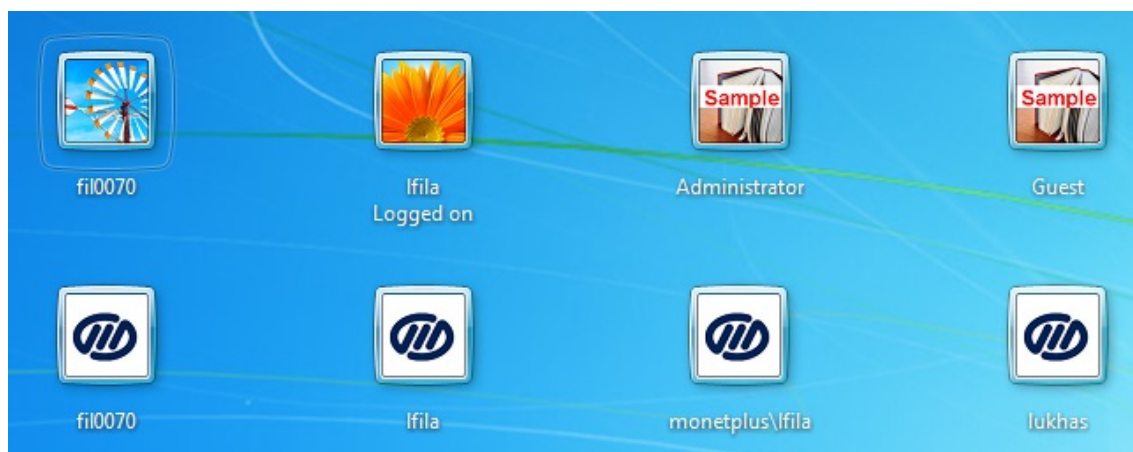 Sample
Sample
fil0070
lfila
Administrator
Guest
Logged on
fil0070
lfila
monetplus\lfila
lukhas